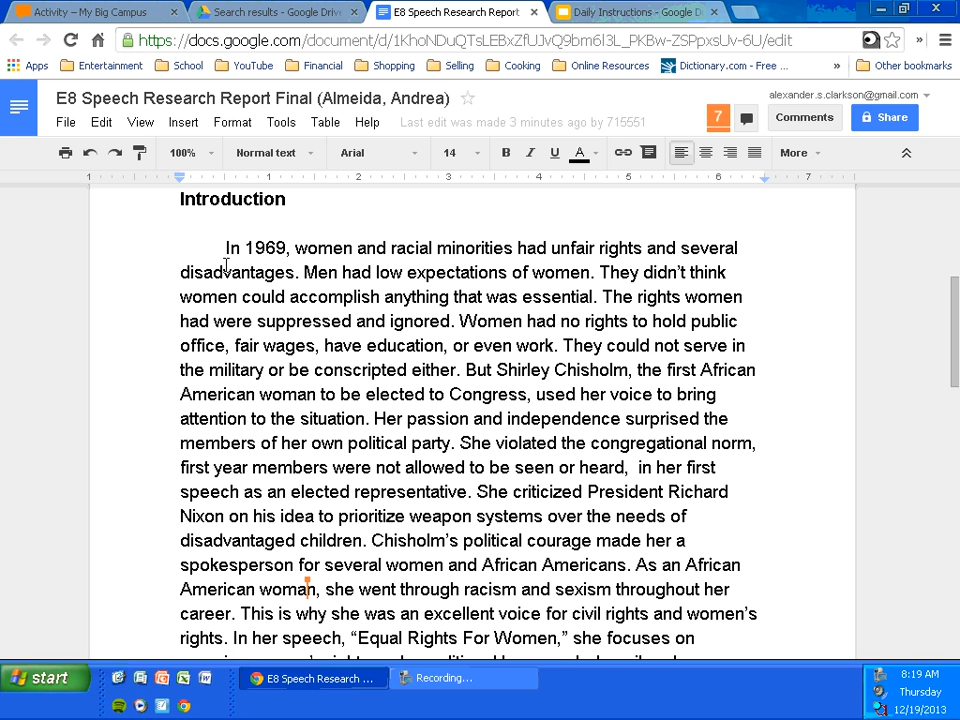 Activity – My Big Campus
Search results - Google Driv
E8 Speech Research Report
Daily Instructions - Google D
https://docs.google.com/document/d/1KhoNDuQTsLEBxZfUJvQ9bm6l3L_PKBw-ZSPpxsUv-6U/edit
Apps Entertainment School YouTube Financial Shopping Selling Cooking Online Resources Dictionary.com - Free ... » Other bookmarks
E8 Speech Research Report Final (Almeida, Andrea)
alexander.s.clarkson@gmail.com
File Edit View Insert Format Tools Table Help Last edit was made 3 minutes ago by 715551
7 Comments Share
100% Normal text Arial 14 B I U A More
1 1 2 3 4 5 6 7
Introduction
In 1969, women and racial minorities had unfair rights and several
disadvantages. Men had low expectations of women. They didn't think
women could accomplish anything that was essential. The rights women
had were suppressed and ignored. Women had no rights to hold public
office, fair wages, have education, or even work. They could not serve in
the military or be conscripted either. But Shirley Chisholm, the first African
American woman to be elected to Congress, used her voice to bring
attention to the situation. Her passion and independence surprised the
members of her own political party. She violated the congregational norm,
first year members were not allowed to be seen or heard,  in her first
speech as an elected representative. She criticized President Richard
Nixon on his idea to prioritize weapon systems over the needs of
disadvantaged children. Chisholm's political courage made her a
spokesperson for several women and African Americans. As an African
American woman, she went through racism and sexism throughout her
career. This is why she was an excellent voice for civil rights and women's
rights. In her speech, “Equal Rights For Women,” she focuses on
start
E8 Speech Research ...
Recording...
8:19 AM
Thursday
12/19/2013